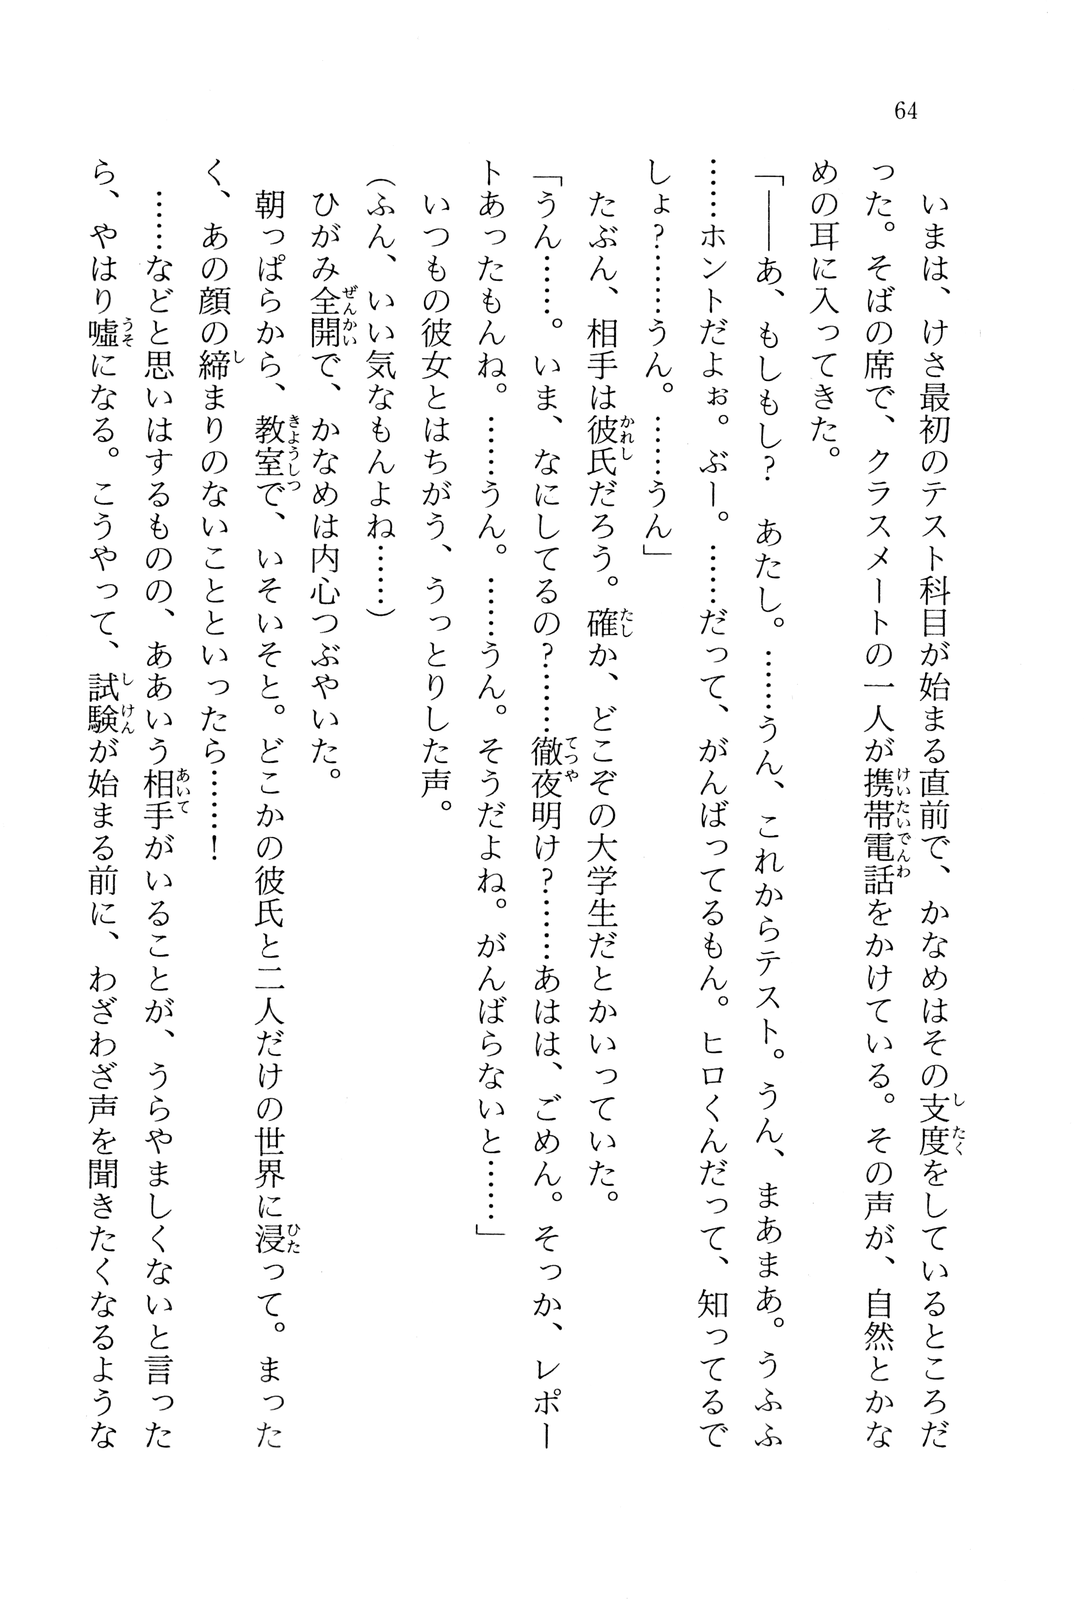 64
　いまは、けさ最初のテスト科目が始まる直前で、かなめはその支度をしているところだ
った。そばの席で、クラスメートの一人が携帯電話をかけている。その声が、自然とかな
めの耳に入ってきた。
「――あ、もしもし？　あたし。……うん、これからテスト。うん、まあまあ。うふふ
……ホントだよぉ。ぶー。……だって、がんばってるもん。ヒロくんだって、知ってるで
しょ？……うん。……うん」
　たぶん、相手は彼氏だろう。確か、どこぞの大学生だとかいっていた。
「うん……。いま、なにしてるの？……徹夜明け？……あはは、ごめん。そっか、レポー
トあったもんね。……うん。……うん。そうだよね。がんばらないと……」
　いつもの彼女とはちがう、うっとりした声。
（ふん、いい気なもんよね……）
　ひがみ全開で、かなめは内心つぶやいた。
　朝っぱらから、教室で、いそいそと。どこかの彼氏と二人だけの世界に浸って。まった
く、あの顔の締まりのないことといったら……！
　……などと思いはするものの、ああいう相手がいることが、うらやましくないと言った
ら、やはり嘘になる。こうやって、試験が始まる前に、わざわざ声を聞きたくなるような